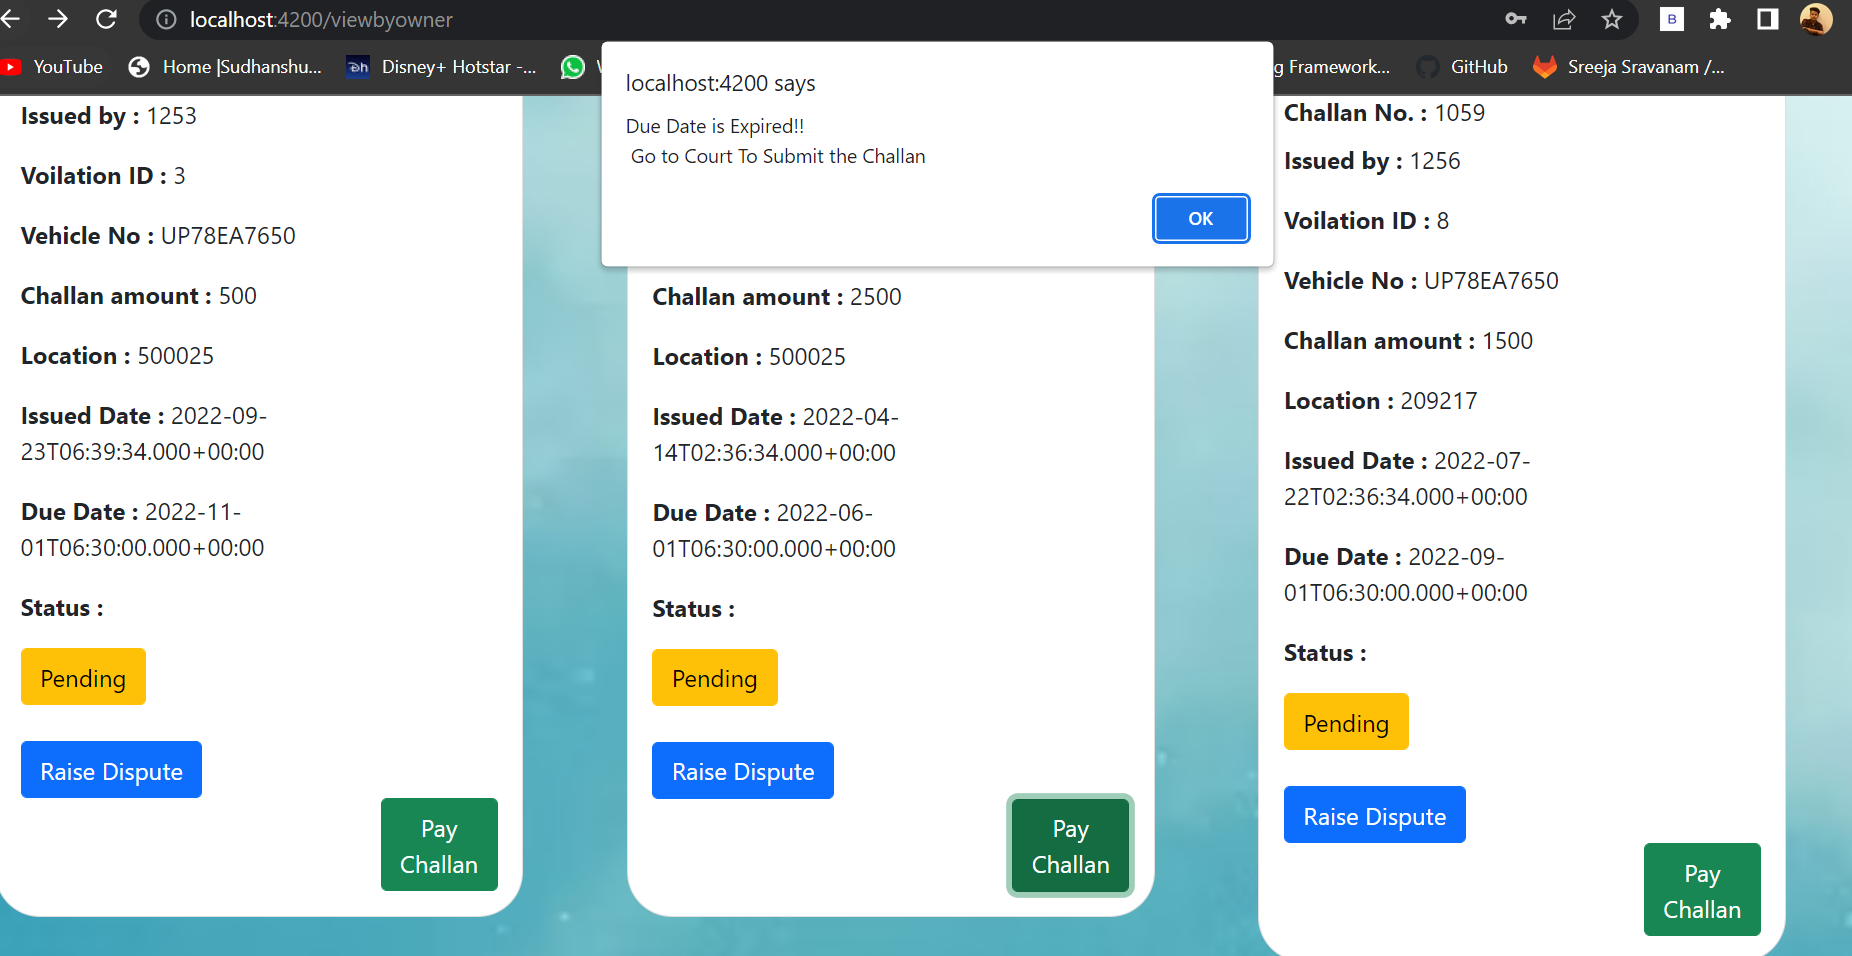 localhost:4200/viewbyowner
B
YouTube
Home |Sudhanshu...
Disney+ Hotstar -...
g Framework...
GitHub
Sreeja Sravanam /...
localhost:4200 says
Due Date is Expired!!
Go to Court To Submit the Challan
OK
Issued by : 1253
Voilation ID : 3
Vehicle No : UP78EA7650
Challan amount : 500
Location : 500025
Issued Date : 2022-09-
23T06:39:34.000+00:00
Due Date : 2022-11-
01T06:30:00.000+00:00
Status :
Pending
Raise Dispute
Pay
Challan
Challan amount : 2500
Location : 500025
Issued Date : 2022-04-
14T02:36:34.000+00:00
Due Date : 2022-06-
01T06:30:00.000+00:00
Status :
Pending
Raise Dispute
Pay
Challan
Challan No. : 1059
Issued by : 1256
Voilation ID : 8
Vehicle No : UP78EA7650
Challan amount : 1500
Location : 209217
Issued Date : 2022-07-
22T02:36:34.000+00:00
Due Date : 2022-09-
01T06:30:00.000+00:00
Status :
Pending
Raise Dispute
Pay
Challan